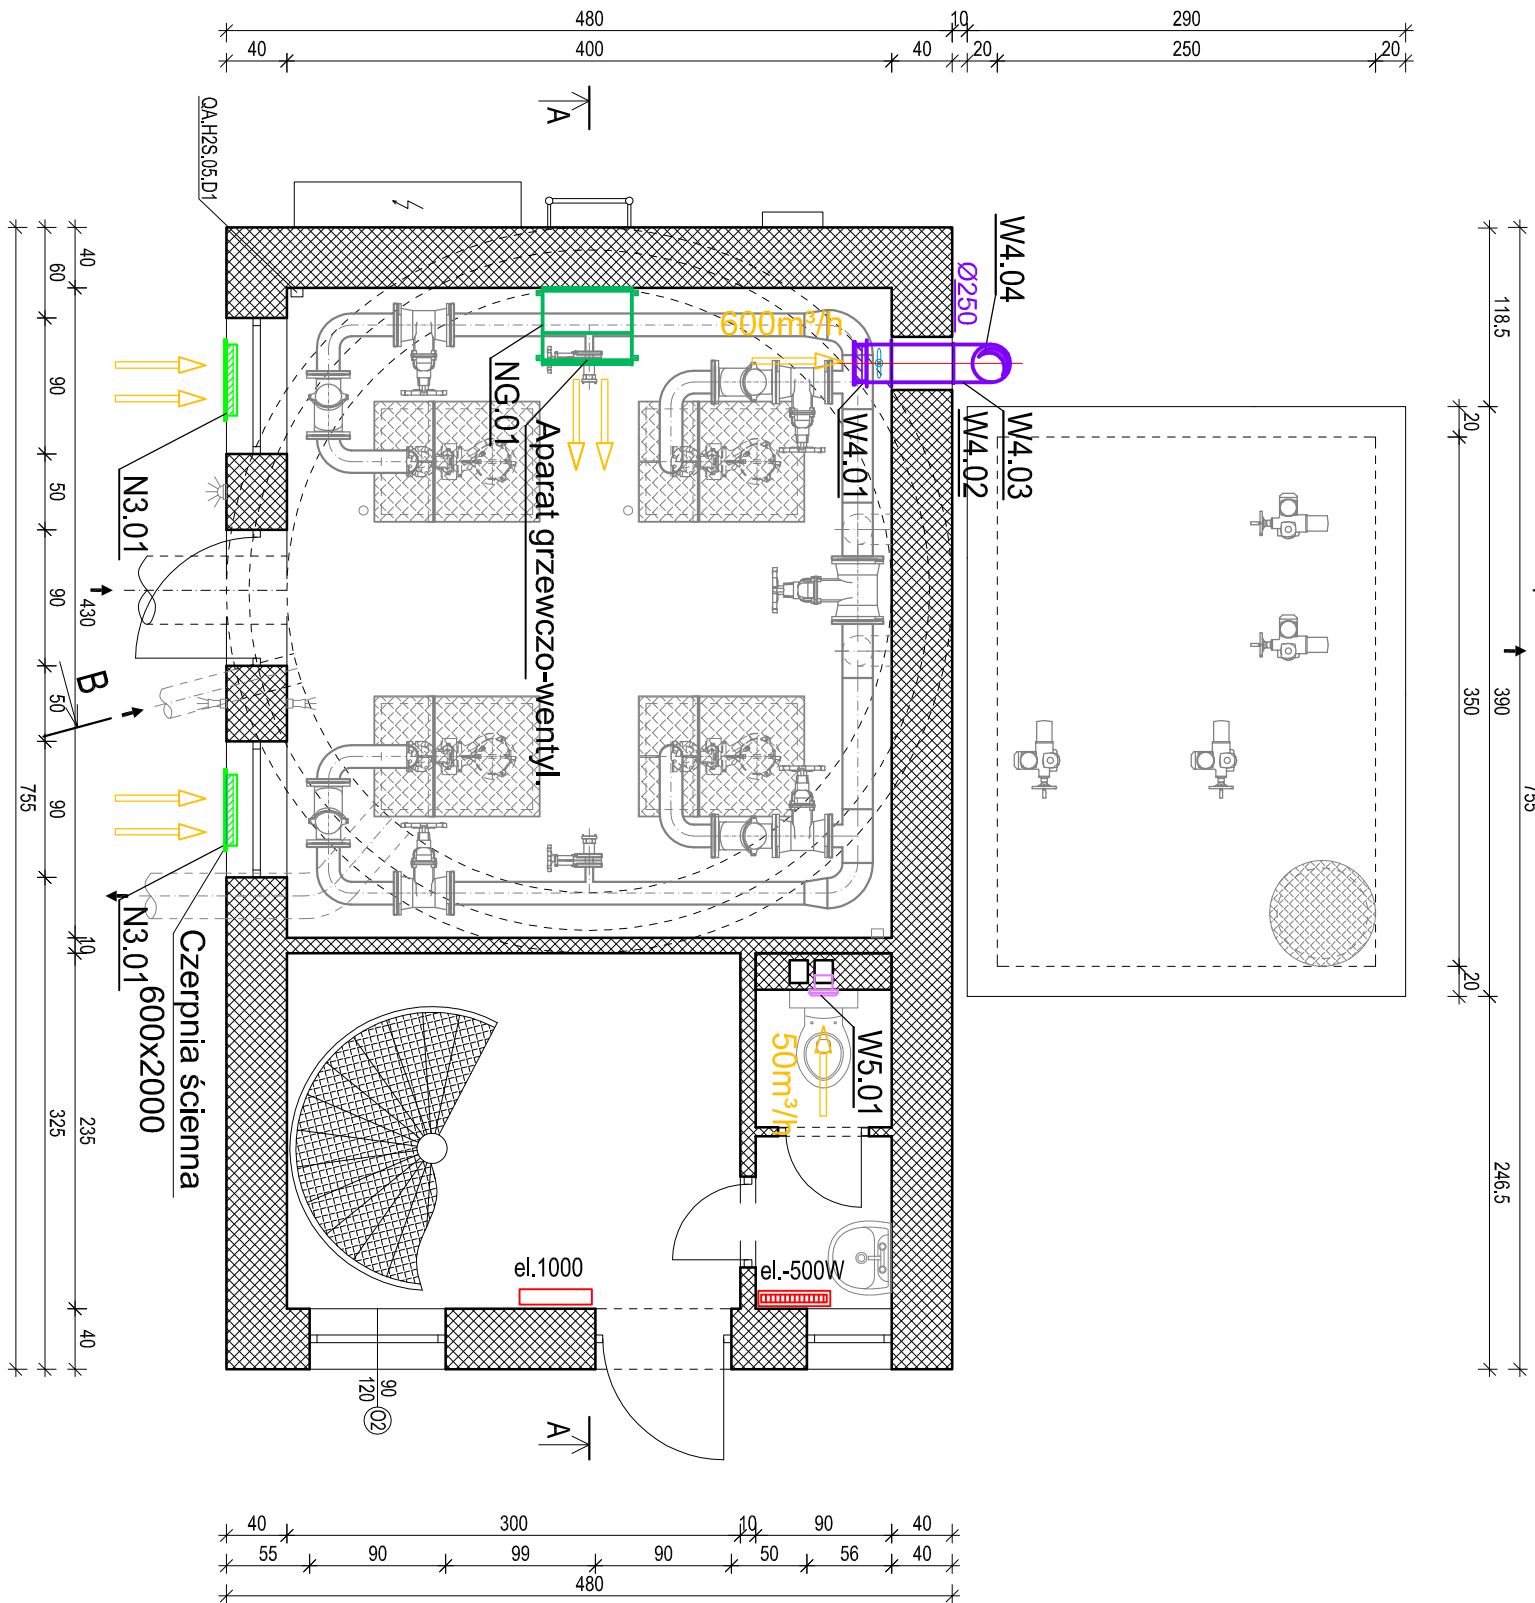 480
10
290
40
400
40
20
250
20
A
QA.H2S.05.D1
W4.04
Ø250
600m³/h
NG.01
Aparat grzewczo-wentyl.
W4.01
W4.02
W4.03
N3.01
B
N3.01
Czerpnia ścienna
600x2000
W5.01
50m³/h
el.1000
el.-500W
90
120
O2
A
40
60
90
50
90
430
50
90
755
10
235
325
40
118.5
20
350
390
755
20
246.5
40
300
10
90
40
55
90
99
90
50
56
40
480